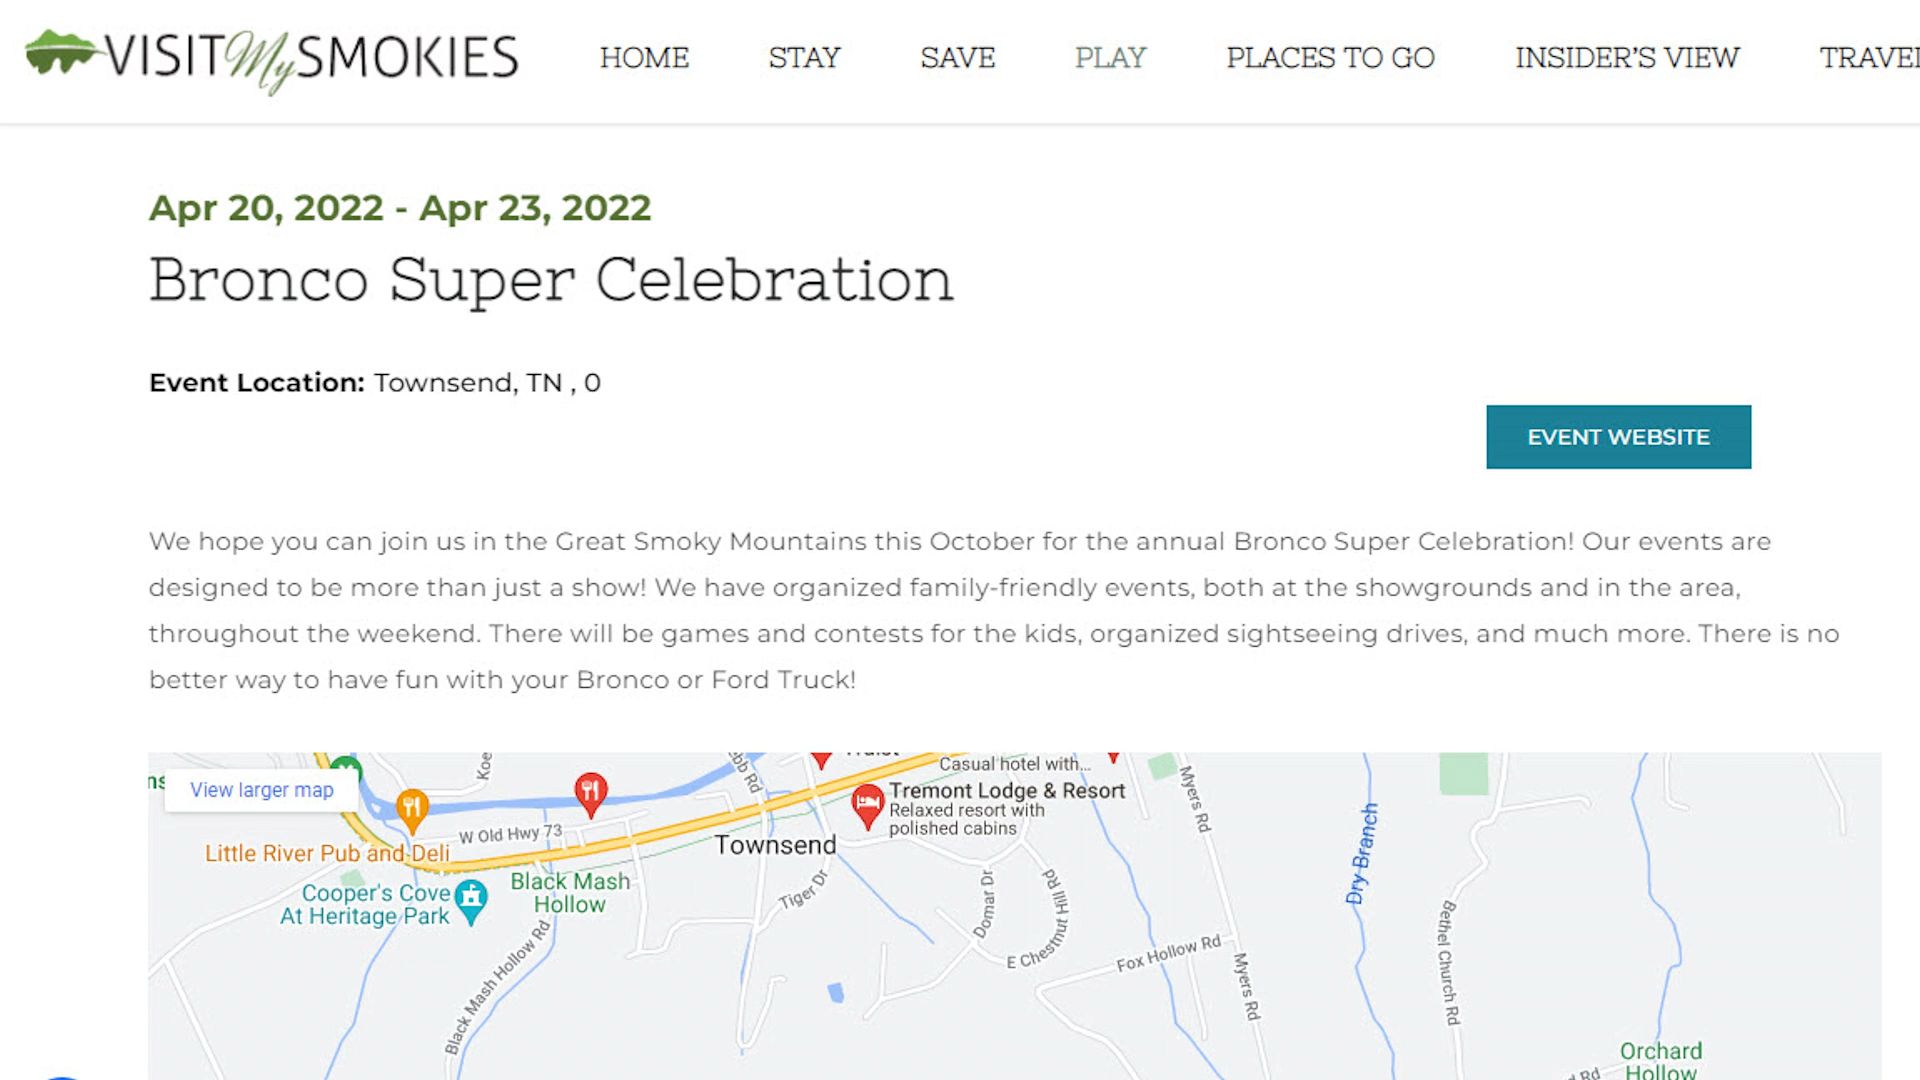 VISIT My SMOKIES
HOME STAY SAVE PLAY PLACES TO GO INSIDER'S VIEW
Apr 20, 2022 - Apr 23, 2022
Bronco Super Celebration
Event Location: Townsend, TN , 0
EVENT WEBSITE
We hope you can join us in the Great Smoky Mountains this October for the annual Bronco Super Celebration! Our events are
designed to be more than just a show! We have organized family-friendly events, both at the showgrounds and in the area,
throughout the weekend. There will be games and contests for the kids, organized sightseeing drives, and much more. There is no
better way to have fun with your Bronco or Ford Truck!
View larger map
Casual hotel with...
Tremont Lodge & Resort
Relaxed resort with
polished cabins
W Old Hwy 73
Townsend
Little River Pub and Deli
Cooper's Cove
At Heritage Park
Black Mash
Hollow
Tiger Dr
Domar Dr
E Chestnut Hill Rd
Black Mash Hollow Rd
Fox Hollow Rd
Myers Rd
Myers Rd
Dry Branch
Bethel Church Rd
Orchard
Hollow
Rd